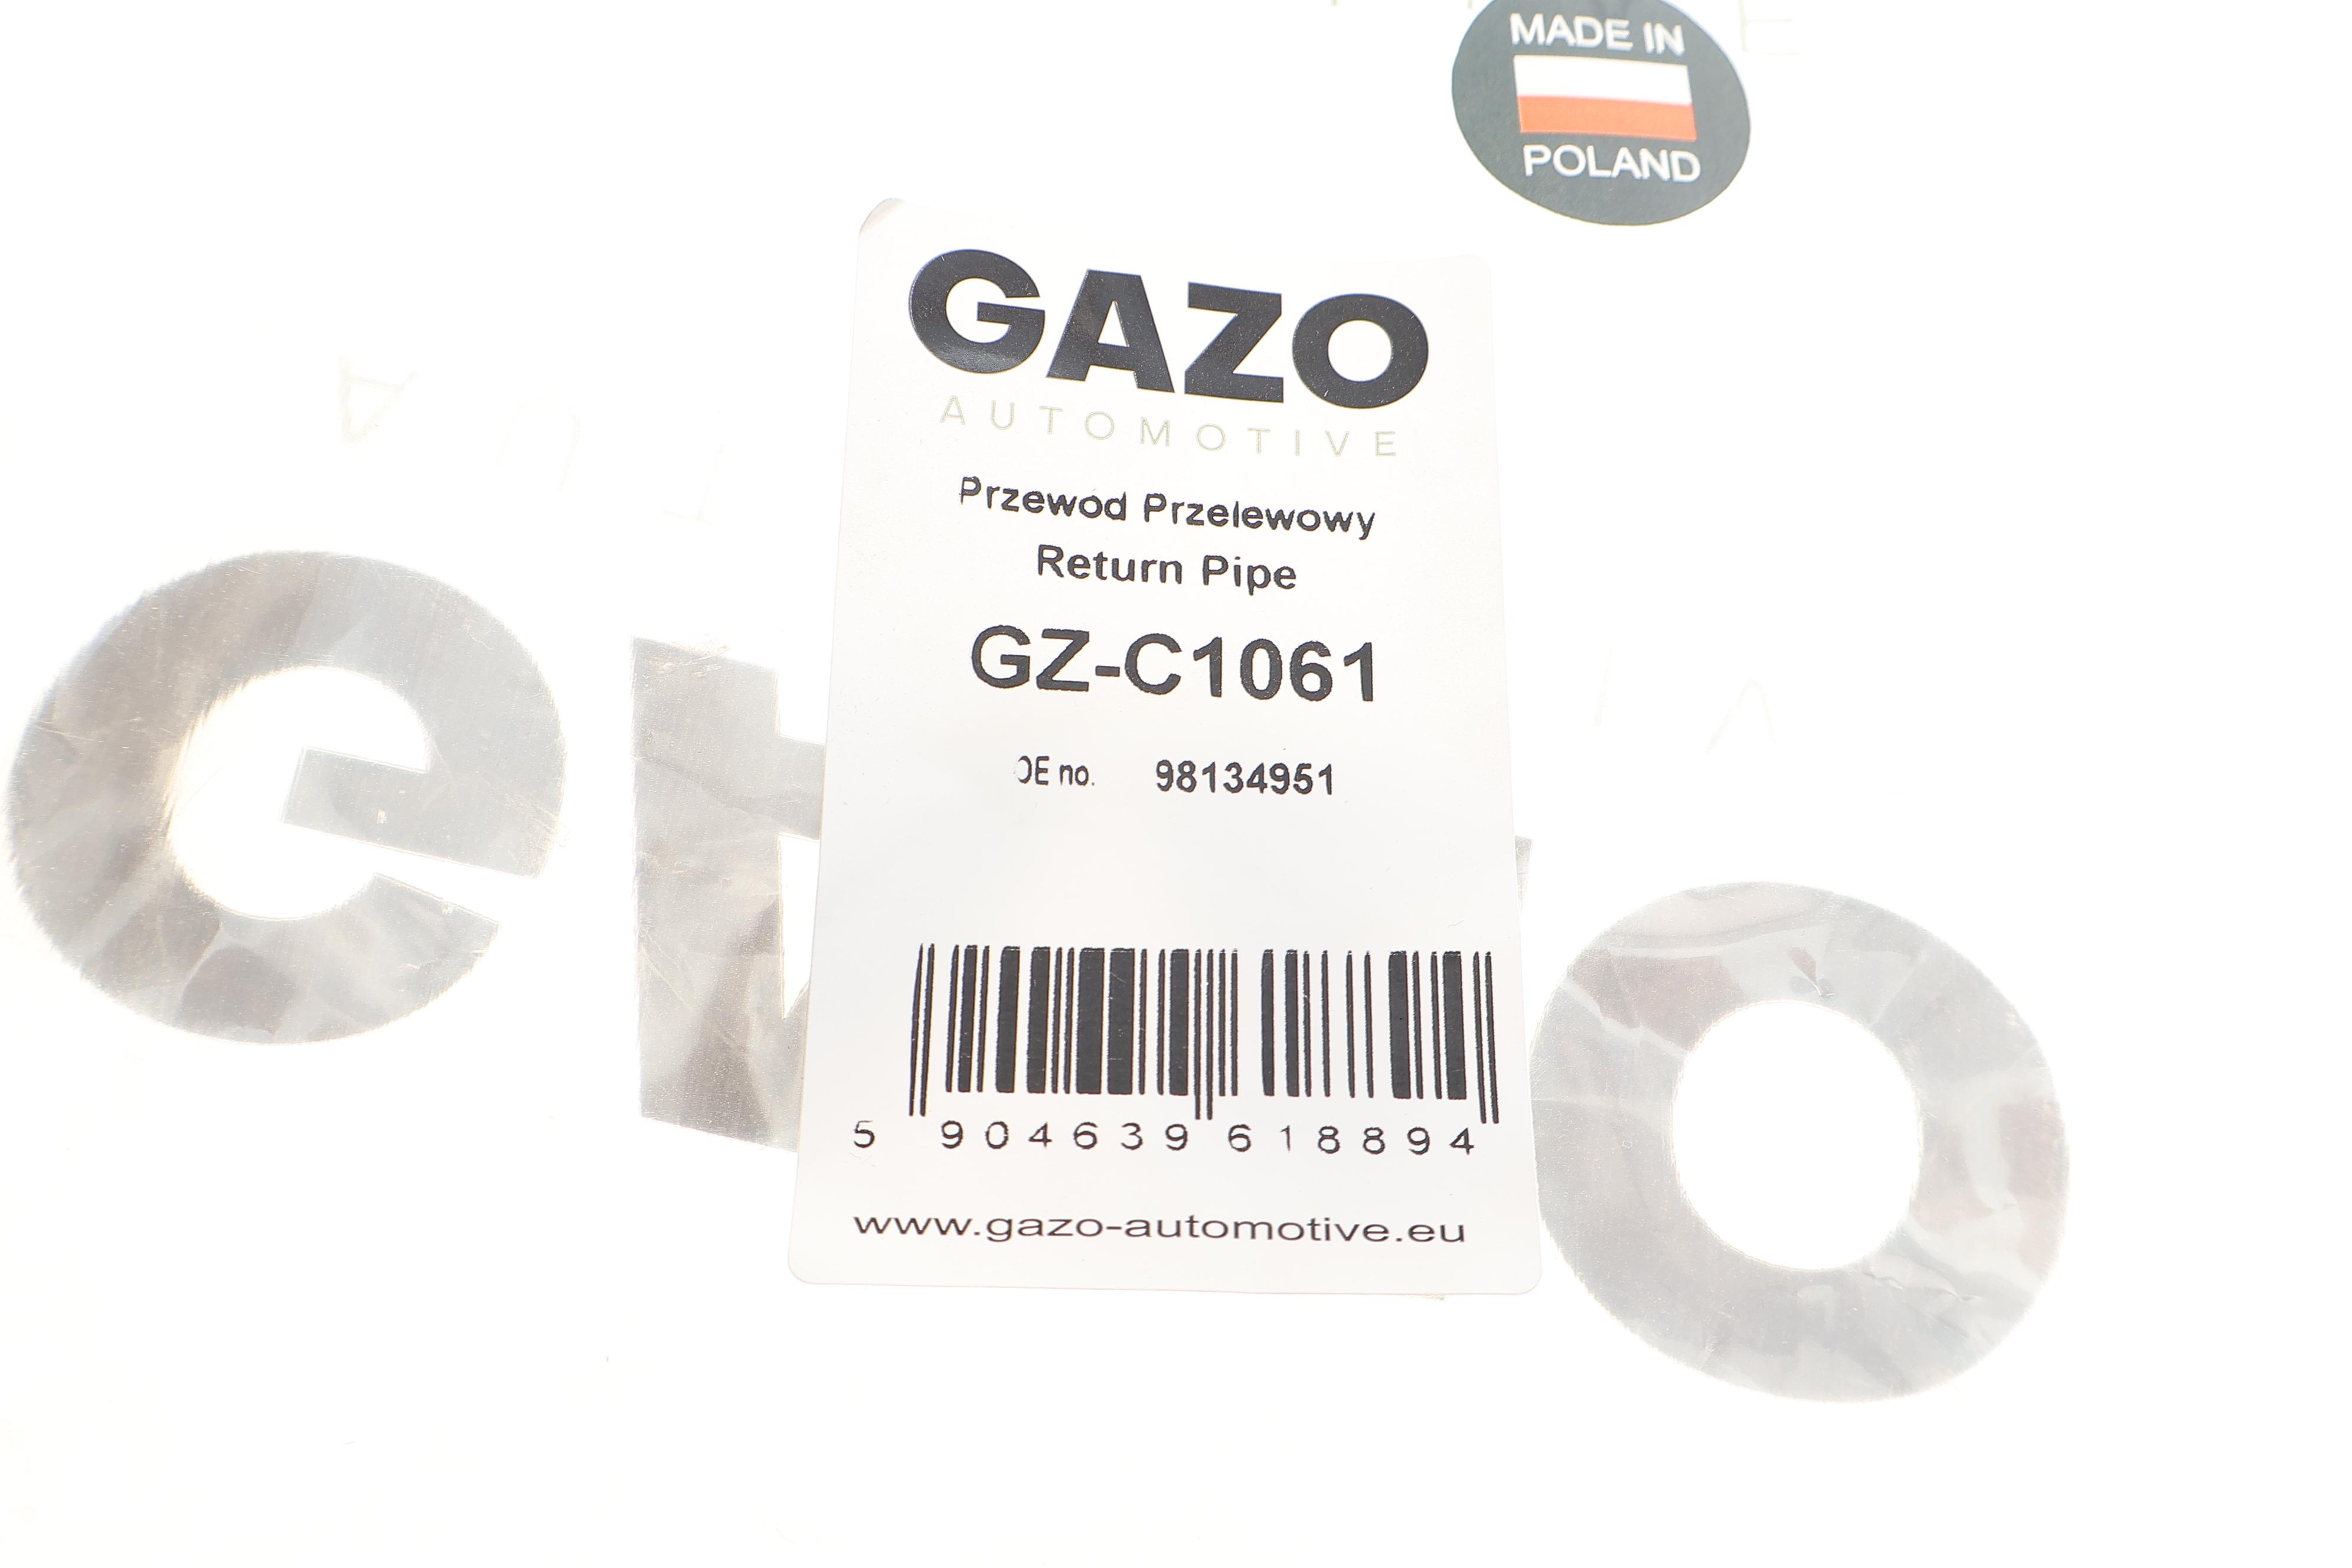 MADE IN
POLAND
GAZO
AUTOMOTIVE
Przewód Przelewowy
Return Pipe
GZ-C1061
OE no. 98134951
5 904639 618894
www.gazo-automotive.eu